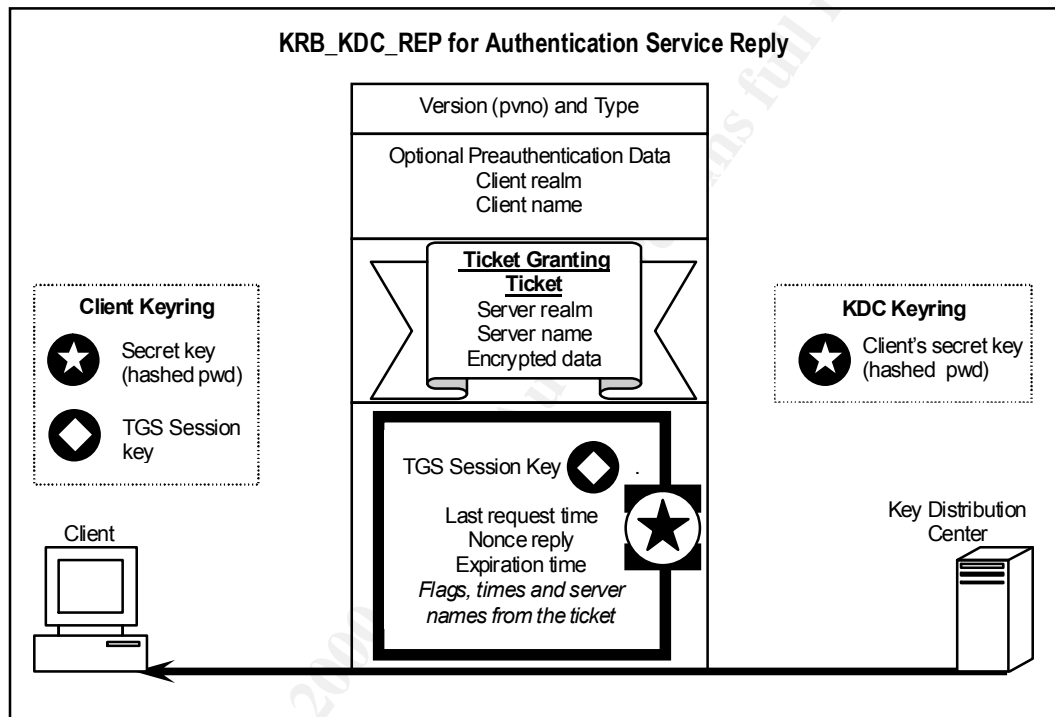 KRB_KDC_REP for Authentication Service Reply
Version (pvno) and Type
Optional Preauthentication Data
Client realm
Client name
Ticket Granting
Ticket
Server realm
Server name
Encrypted data
Client Keyring
Secret key
(hashed pwd)
TGS Session
key
KDC Keyring
Client's secret key
(hashed pwd)
TGS Session Key .
Last request time
Nonce reply
Expiration time
Flags, times and server
names from the ticket
Client
Key Distribution
Center
2000
ns full